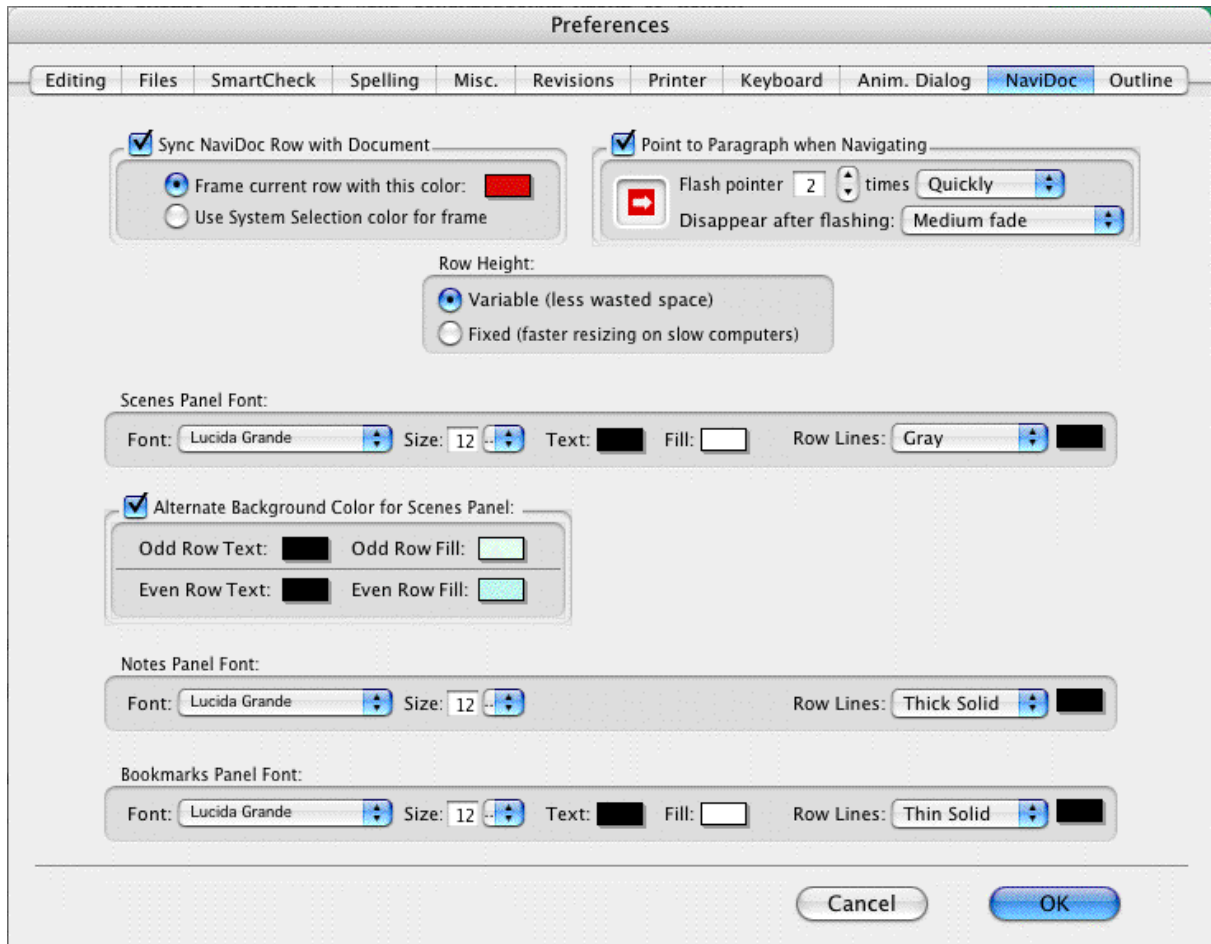 Preferences
Editing Files SmartCheck Spelling Misc. Revisions Printer Keyboard Anim. Dialog NaviDoc Outline
Sync NaviDoc Row with Document
Frame current row with this color:
Use System Selection color for frame
Point to Paragraph when Navigating
Flash pointer 2 times Quickly
Disappear after flashing: Medium fade
Row Height:
Variable (less wasted space)
Fixed (faster resizing on slow computers)
Scenes Panel Font:
Font: Lucida Grande Size: 12 .. Text: Fill: Row Lines: Gray
Alternate Background Color for Scenes Panel:
Odd Row Text: Odd Row Fill:
Even Row Text: Even Row Fill:
Notes Panel Font:
Font: Lucida Grande Size: 12 .. Row Lines: Thick Solid
Bookmarks Panel Font:
Font: Lucida Grande Size: 12 .. Text: Fill: Row Lines: Thin Solid
Cancel OK